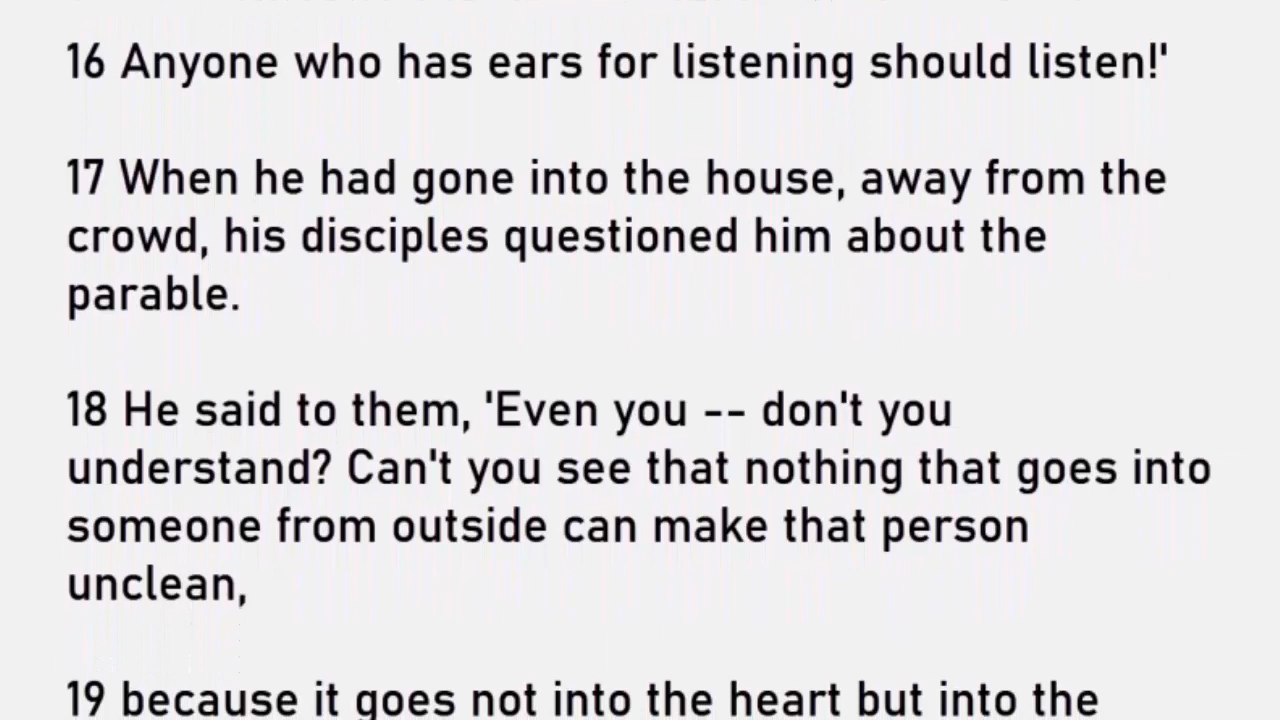 16 Anyone who has ears for listening should listen!'
17 When he had gone into the house, away from the
crowd, his disciples questioned him about the
parable.
18 He said to them, 'Even you -- don't you
understand? Can't you see that nothing that goes into
someone from outside can make that person
unclean,
19 because it goes not into the heart but into the